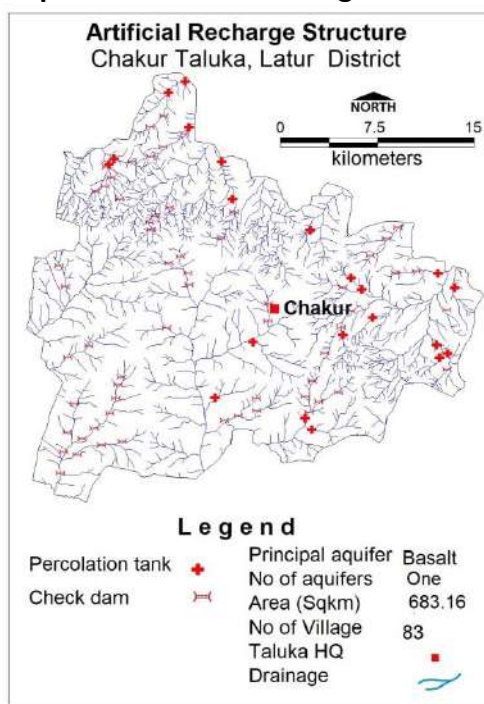 Artificial Recharge Structure
Chakur Taluka, Latur District
NORTH
0 7.5 15
kilometers
Chakur
Legend
Percolation tank
Check dam
Principal aquifer Basalt
No of aquifers One
Area (Sqkm) 683.16
No of Village 83
Taluka HQ
Drainage